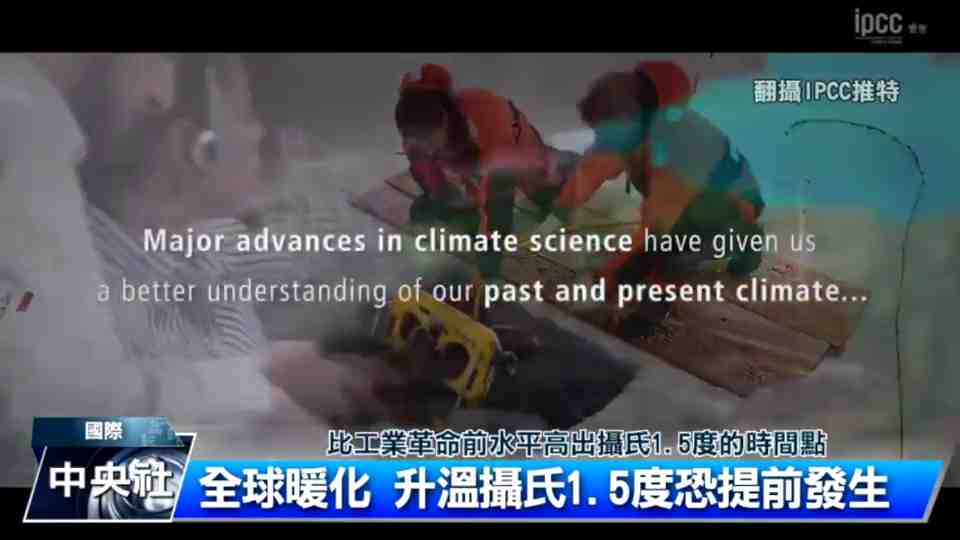 ipcc
翻攝IPCC推特
Major advances in climate science have given us
a better understanding of our past and present climate...
國際
比工業革命前水平高出攝氏1.5度的時間點
中央社
全球暖化 升溫攝氏1.5度恐提前發生